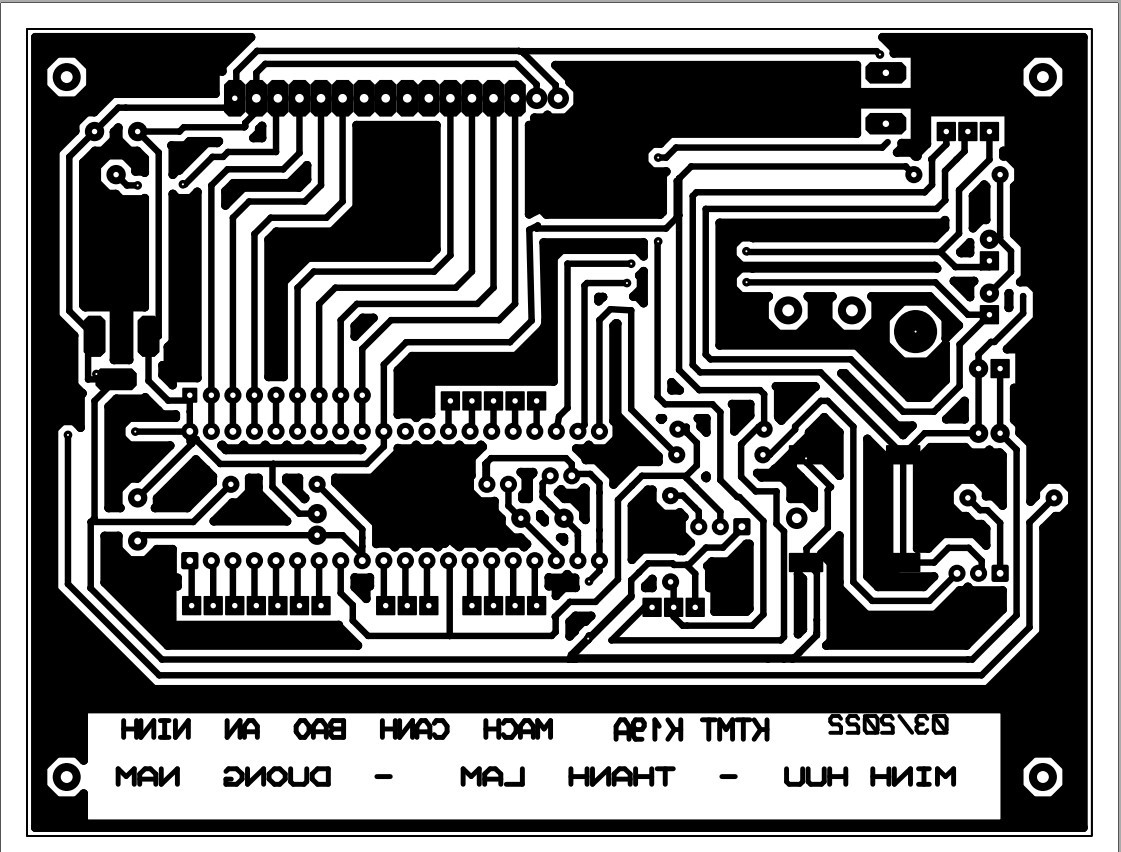 03/2022 KTMT K19A MACH CANH BAO AN NINH
MINH HUU - THANH LAM - DUONG NAM